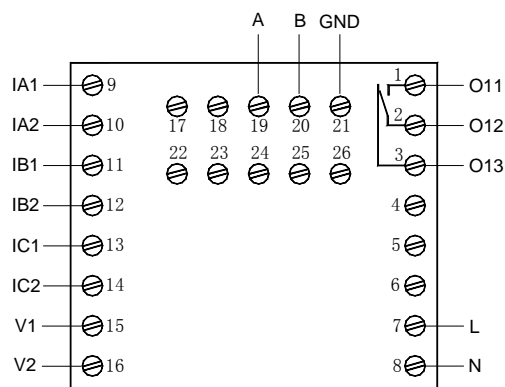 A B GND
IA1 9 1 O11
IA2 10 17 18 19 20 21 2 O12
IB1 11 22 23 24 25 26 3 O13
IB2 12 4
IC1 13 5
IC2 14 6
V1 15 7 L
V2 16 8 N